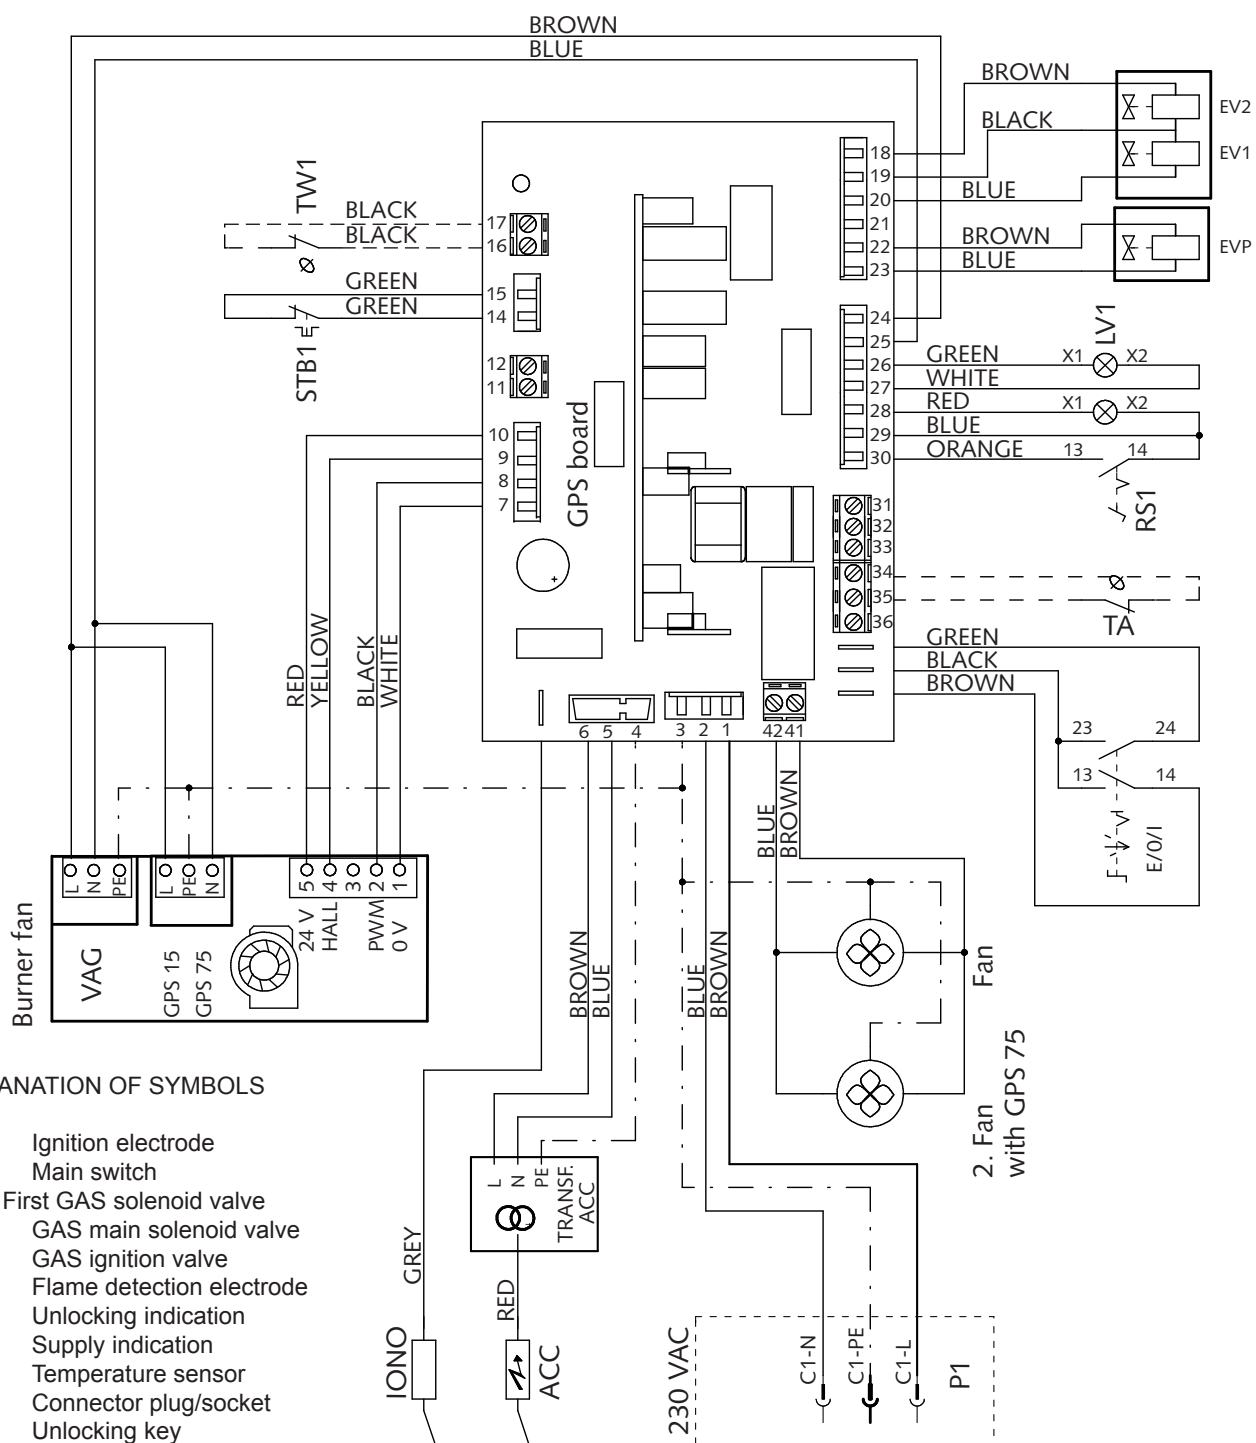 BROWN
BLUE
BROWN
EV2
BLACK
EV1
BLUE
BROWN
EVP
BLUE
18
19
20
21
22
23
TW1
BLACK
17
BLACK
16
GREEN
15
GREEN
14
STB1
12
11
10
9
8
7
GPS board
24
25
26
27
28
29
30
GREEN
X1
X2
LV1
WHITE
RED
X1
X2
BLUE
ORANGE
13
14
RS1
31
32
33
34
35
36
TA
GREEN
BLACK
BROWN
23
24
13
14
E/0/I
RED
YELLOW
BLACK
WHITE
6
5
4
3
2
1
42
41
BLUE
BROWN
Burner fan
L
N
PE
L
PE
N
5
4
3
2
1
24 V
HALL
PWM
0 V
VAG
GPS 15
GPS 75
BROWN
BLUE
BLUE
BROWN
Fan
2. Fan
with GPS 75
ANATION OF SYMBOLS
Ignition electrode
Main switch
First GAS solenoid valve
GAS main solenoid valve
GAS ignition valve
Flame detection electrode
Unlocking indication
Supply indication
Temperature sensor
Connector plug/socket
Unlocking key
L
N
PE
TRANSF.
ACC
GREY
RED
IONO
ACC
230 VAC
C1-N
C1-PE
C1-L
P1